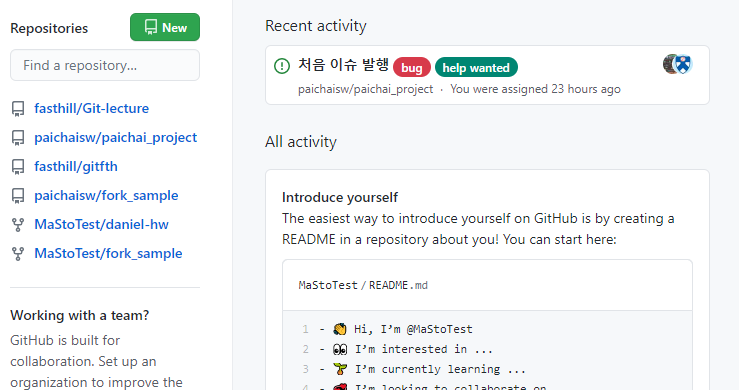 Repositories
New
Find a repository...
fasthill/Git-lecture
paichaisw/paichai_project
fasthill/gitfth
paichaisw/fork_sample
MaStoTest/daniel-hw
MaStoTest/fork_sample
Working with a team?
GitHub is built for
collaboration. Set up an
organization to improve the
Recent activity
처음 이슈 발행 bug help wanted
paichaisw/paichai_project · You were assigned 23 hours ago
All activity
Introduce yourself
The easiest way to introduce yourself on GitHub is by creating a
README in a repository about you! You can start here:
MaStoTest / README.md
1 - 👋 Hi, I’m @MaStoTest
2 - 👀 I’m interested in ...
3 - 🌱 I’m currently learning ...
4 - 💞️ I’m looking to collaborate on